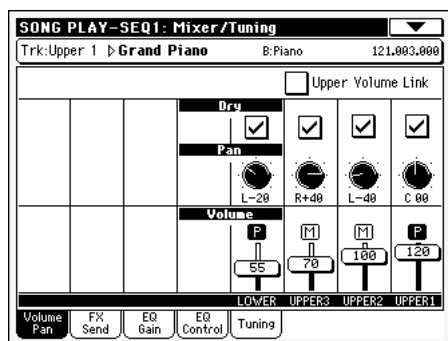 SONG PLAY-SEQ1: Mixer/Tuning
Trk:Upper 1 ▷Grand Piano B:Piano 121.003.000
Upper Volume Link
Dry
Pan
L-20 R+40 L-40 C 00
Volume
P M M P
55 70 100 120
LOWER UPPER3 UPPER2 UPPER1
Volume Pan FX Send EQ Gain EQ Control Tuning